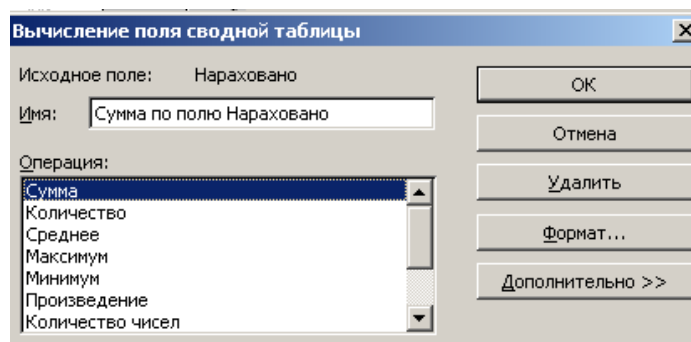 Вычисление поля сводной таблицы
Исходное поле: Нараховано
Имя: Сумма по полю Нараховано
Операция:
Сумма
Количество
Среднее
Максимум
Минимум
Произведение
Количество чисел
ОК
Отмена
Удалить
Формат...
Дополнительно >>